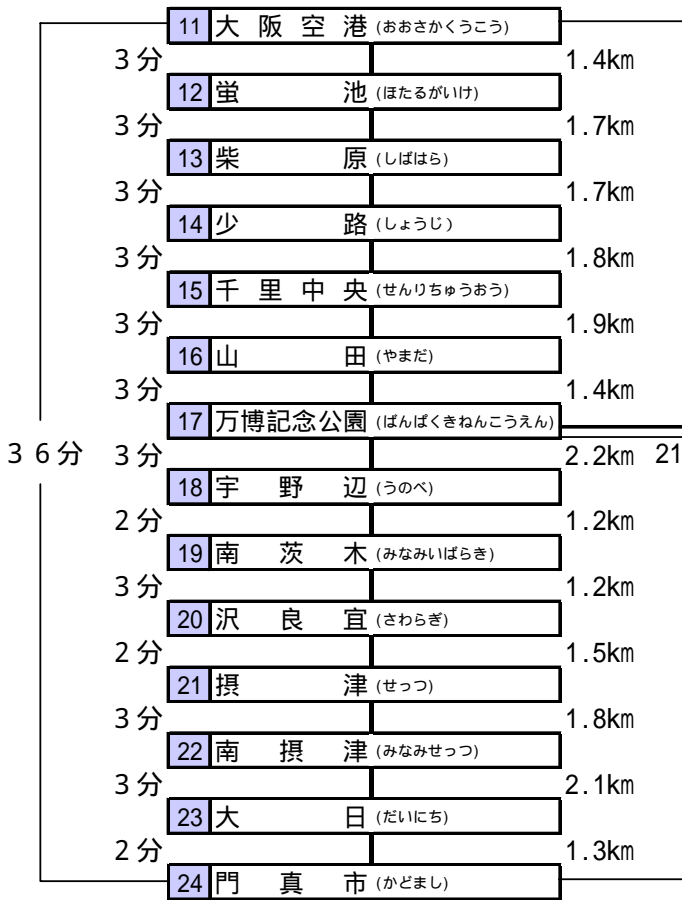 11 大阪空港 (おおさかくうこう)
3分 1.4km
12 蛍池 (ほたるがいけ)
3分 1.7km
13 柴原 (しばはら)
3分 1.7km
14 少路 (しょうじ)
3分 1.8km
15 千里中央 (せんりちゅうおう)
3分 1.9km
16 山田 (やまだ)
3分 1.4km
17 万博記念公園 (ばんぱくきねんこうえん)
36分 3分 2.2km 21
18 宇野辺 (うのべ)
2分 1.2km
19 南茨木 (みなみいばらき)
3分 1.2km
20 沢良宜 (さわらぎ)
2分 1.5km
21 摂津 (せっつ)
3分 1.8km
22 南摂津 (みなみせっつ)
3分 2.1km
23 大日 (だいにち)
2分 1.3km
24 門真市 (かどまし)